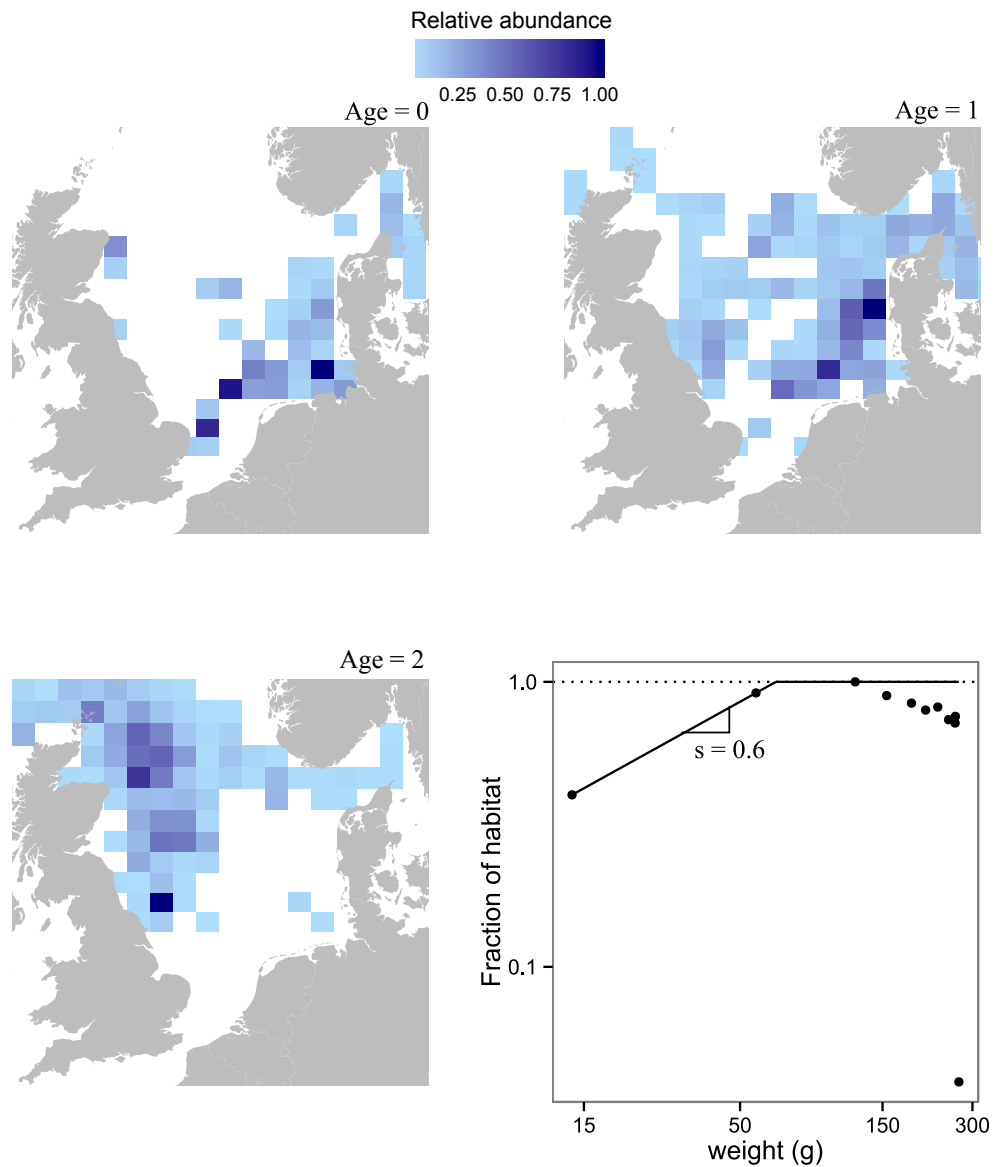 Relative abundance
0.25 0.50 0.75 1.00
Age = 0
Age = 1
Age = 2
1.0
s = 0.6
Fraction of habitat
0.1
15 50 150 300
weight (g)